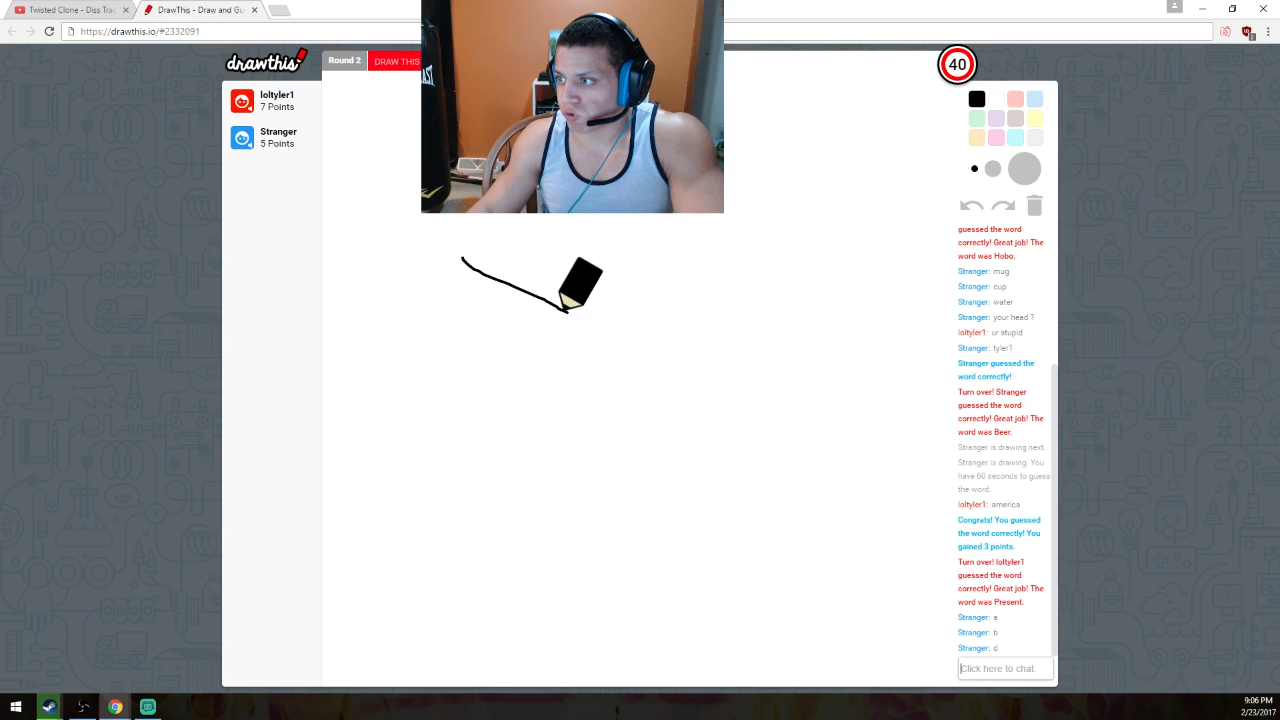 Twisted Clone - Diss Trac
DrawThis - Draw and Gue
https://drawthis.io/#2332091
drawthis
Round 2
DRAW THIS
40
loltyler1
7 Points
Stranger
5 Points
guessed the word
correctly! Great job! The
word was Hobo.
Stranger: mug
Stranger: cup
Stranger: water
Stranger: your head ?
loltyler1: ur stupid
Stranger: tyler1
Stranger guessed the
word correctly!
Turn over! Stranger
guessed the word
correctly! Great job! The
word was Beer.
Stranger is drawing next.
Stranger is drawing. You
have 60 seconds to guess
the word.
loltyler1: america
Congrats! You guessed
the word correctly! You
gained 3 points.
Turn over! loltyler1
guessed the word
correctly! Great job! The
word was Present.
Stranger: a
Stranger: b
Stranger: d
Click here to chat.
9:06 PM
2/23/2017